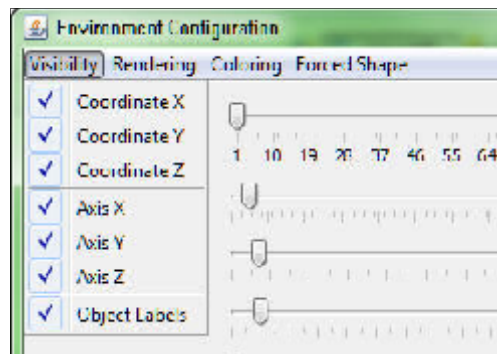 Environment Configuration
Visibility Rendering Coloring Forced Shape
Coordinate X
Coordinate Y
Coordinate Z
1 10 19 28 37 46 55 64
Axis X
Axis Y
Axis Z
Object Labels